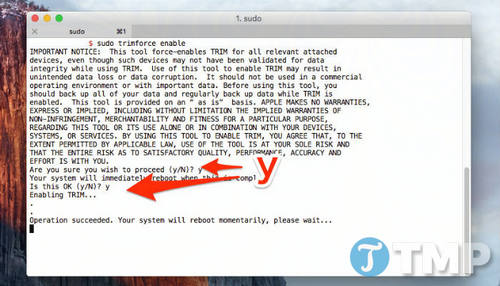 1. sudo
sudo ⌘1
$ sudo trimforce enable
IMPORTANT NOTICE: This tool force-enables TRIM for all relevant attached
devices, even though such devices may not have been validated for data
integrity while using TRIM. Use of this tool to enable TRIM may result in
unintended data loss or data corruption. It should not be used in a commercial
operating environment or with important data. Before using this tool, you
should back up all of your data and regularly back up data while TRIM is
enabled. This tool is provided on an " as is" basis. APPLE MAKES NO WARRANTIES,
EXPRESS OR IMPLIED, INCLUDING WITHOUT LIMITATION THE IMPLIED WARRANTIES OF
NON-INFRINGEMENT, MERCHANTABILITY AND FITNESS FOR A PARTICULAR PURPOSE,
REGARDING THIS TOOL OR ITS USE ALONE OR IN COMBINATION WITH YOUR DEVICES,
SYSTEMS, OR SERVICES. BY USING THIS TOOL TO ENABLE TRIM, YOU AGREE THAT, TO THE
EXTENT PERMITTED BY APPLICABLE LAW, USE OF THE TOOL IS AT YOUR SOLE RISK AND
THAT THE ENTIRE RISK AS TO SATISFACTORY QUALITY, PERFORMANCE, ACCURACY AND
EFFORT IS WITH YOU.
Are you sure you wish to proceed (y/N)? y
Your system will immediately reboot when this is compl
Is this OK (y/N)? y
y
Enabling TRIM...
.
.
Operation succeeded. Your system will reboot momentarily, please wait...
T TMP